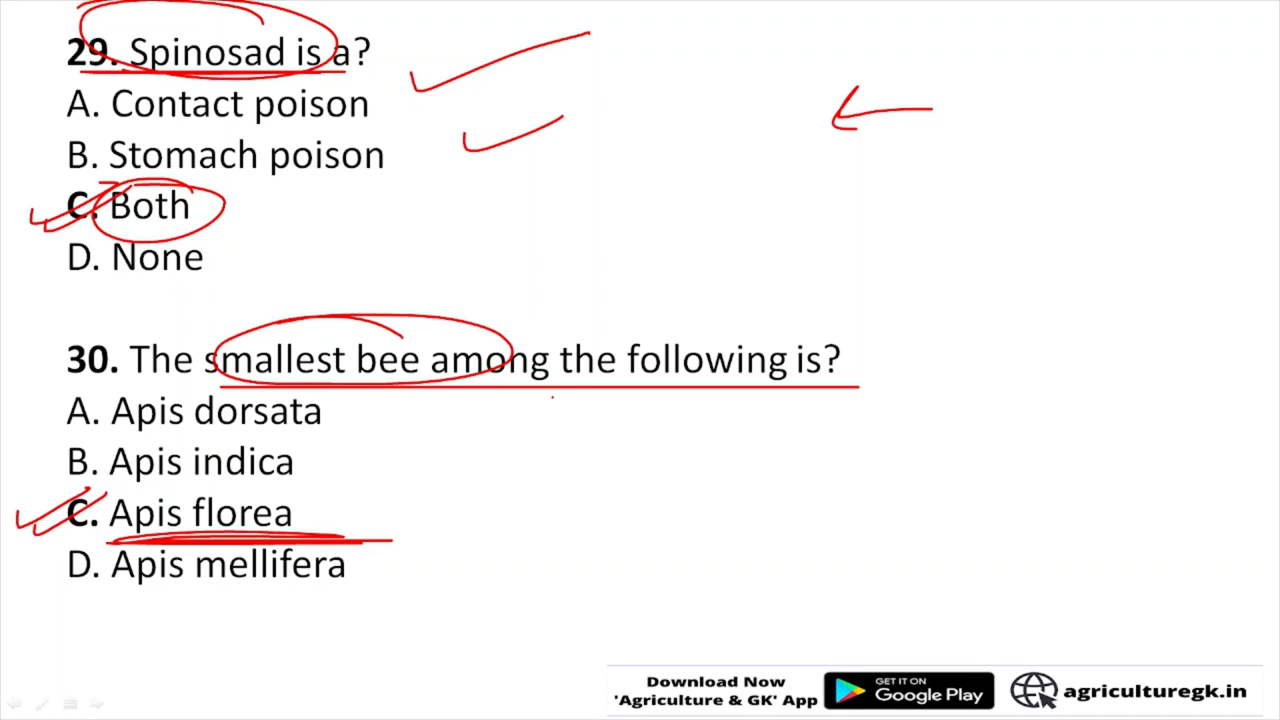 29. Spinosad is a?
A. Contact poison
B. Stomach poison
C. Both
D. None
30. The smallest bee among the following is?
A. Apis dorsata
B. Apis indica
C. Apis florea
D. Apis mellifera
Download Now
'Agriculture & GK' App
GET IT ON
Google Play
agriculturegk.in